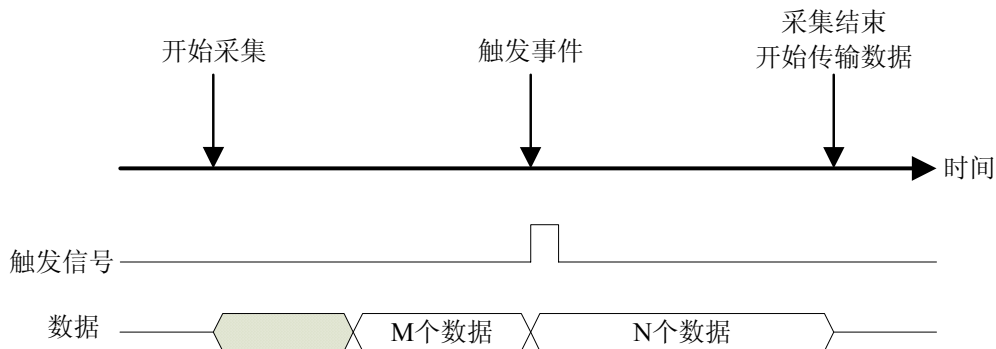 开始采集
触发事件
采集结束
开始传输数据
时间
触发信号
数据
M个数据
N个数据